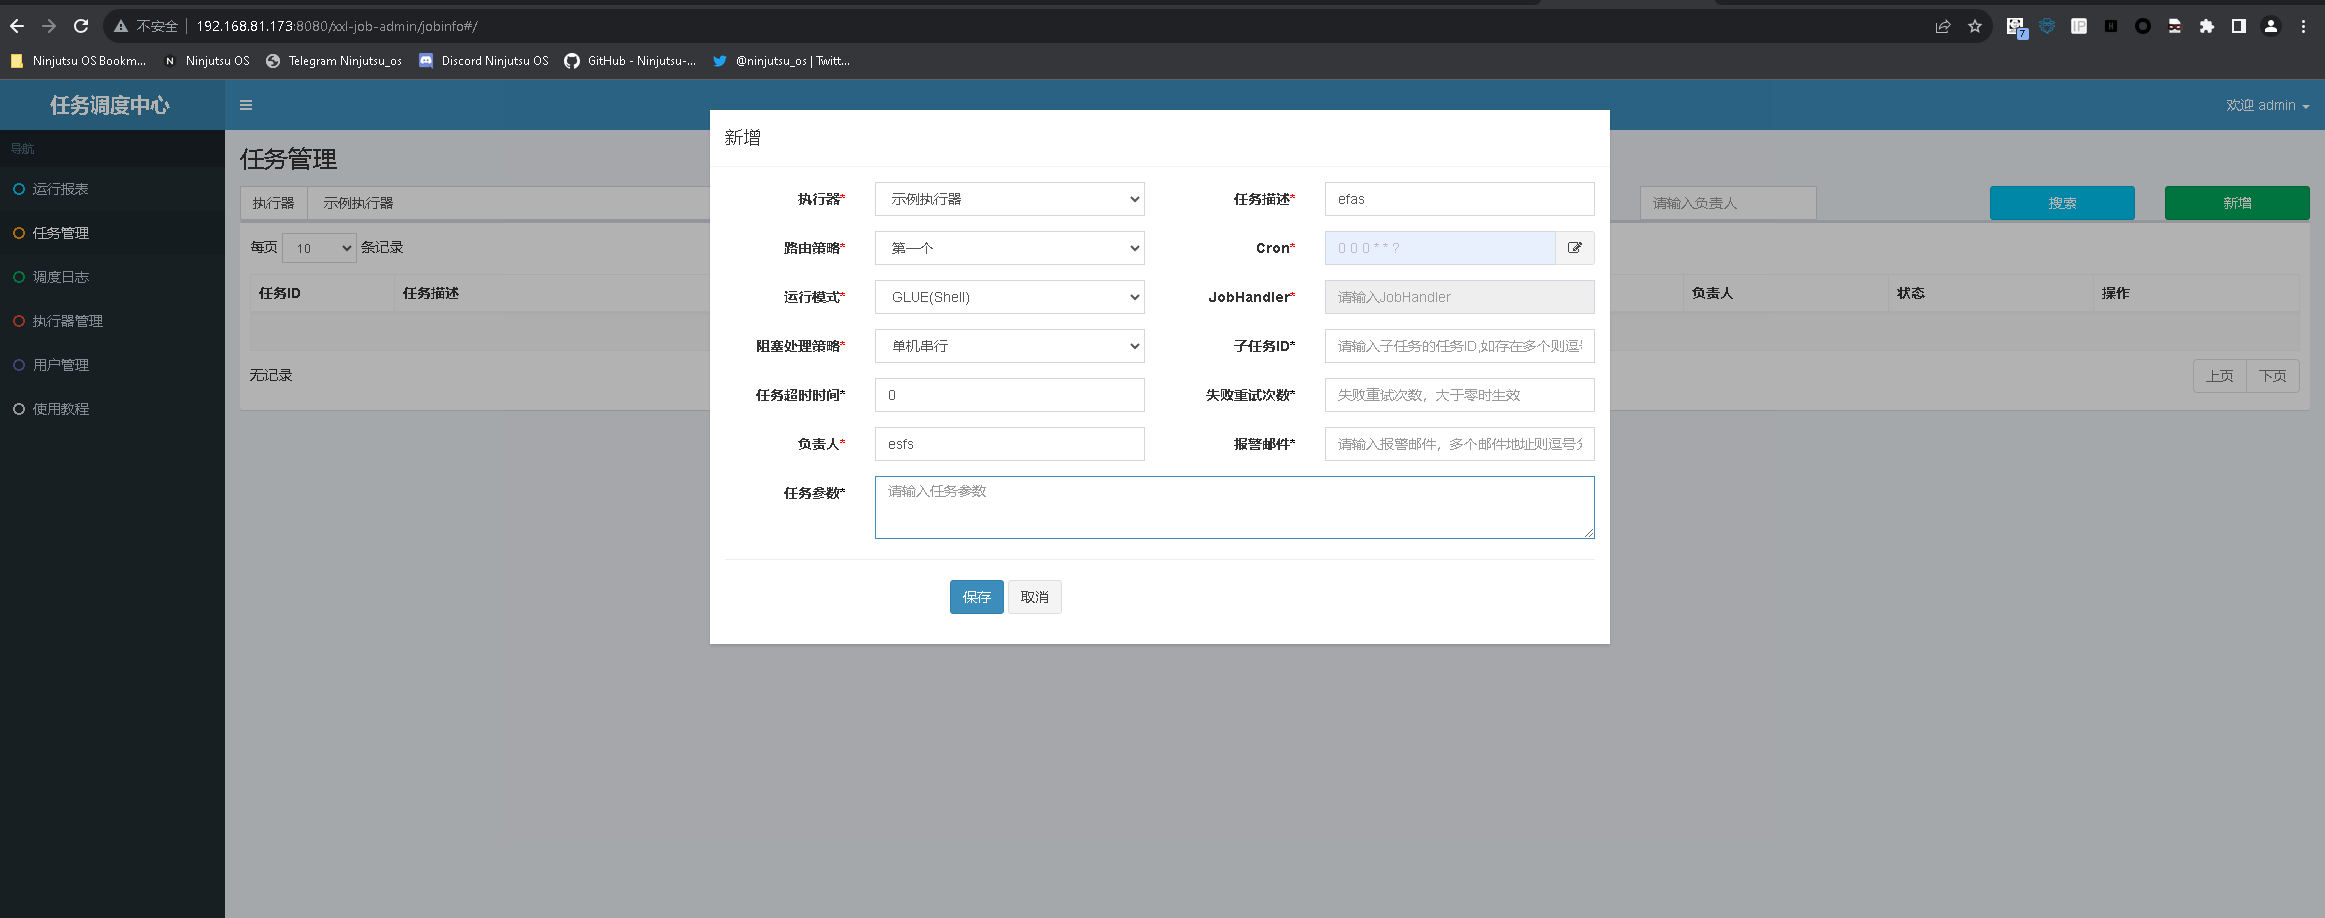 不安全 192.168.81.173:8080/xxl-job-admin/jobinfo#/
7 IP H
Ninjutsu OS Bookm... N Ninjutsu OS Telegram Ninjutsu_os Discord Ninjutsu OS GitHub - Ninjutsu-... @ninjutsu_os | Twitt...
任务调度中心 欢迎 admin
导航
运行报表
任务管理
调度日志
执行器管理
用户管理
使用教程
任务管理
执行器 示例执行器 请输入负责人 搜索 新增
每页 10 条记录
任务ID 任务描述 负责人 状态 操作
无记录 上页 下页
新增
执行器* 示例执行器 任务描述* efas
路由策略* 第一个 Cron* 0 0 0 * * ?
运行模式* GLUE(Shell) JobHandler* 请输入JobHandler
阻塞处理策略* 单机串行 子任务ID* 请输入子任务的任务ID,如存在多个则逗
任务超时时间* 0 失败重试次数* 失败重试次数，大于零时生效
负责人* esfs 报警邮件* 请输入报警邮件，多个邮件地址则逗号
任务参数* 请输入任务参数
保存 取消